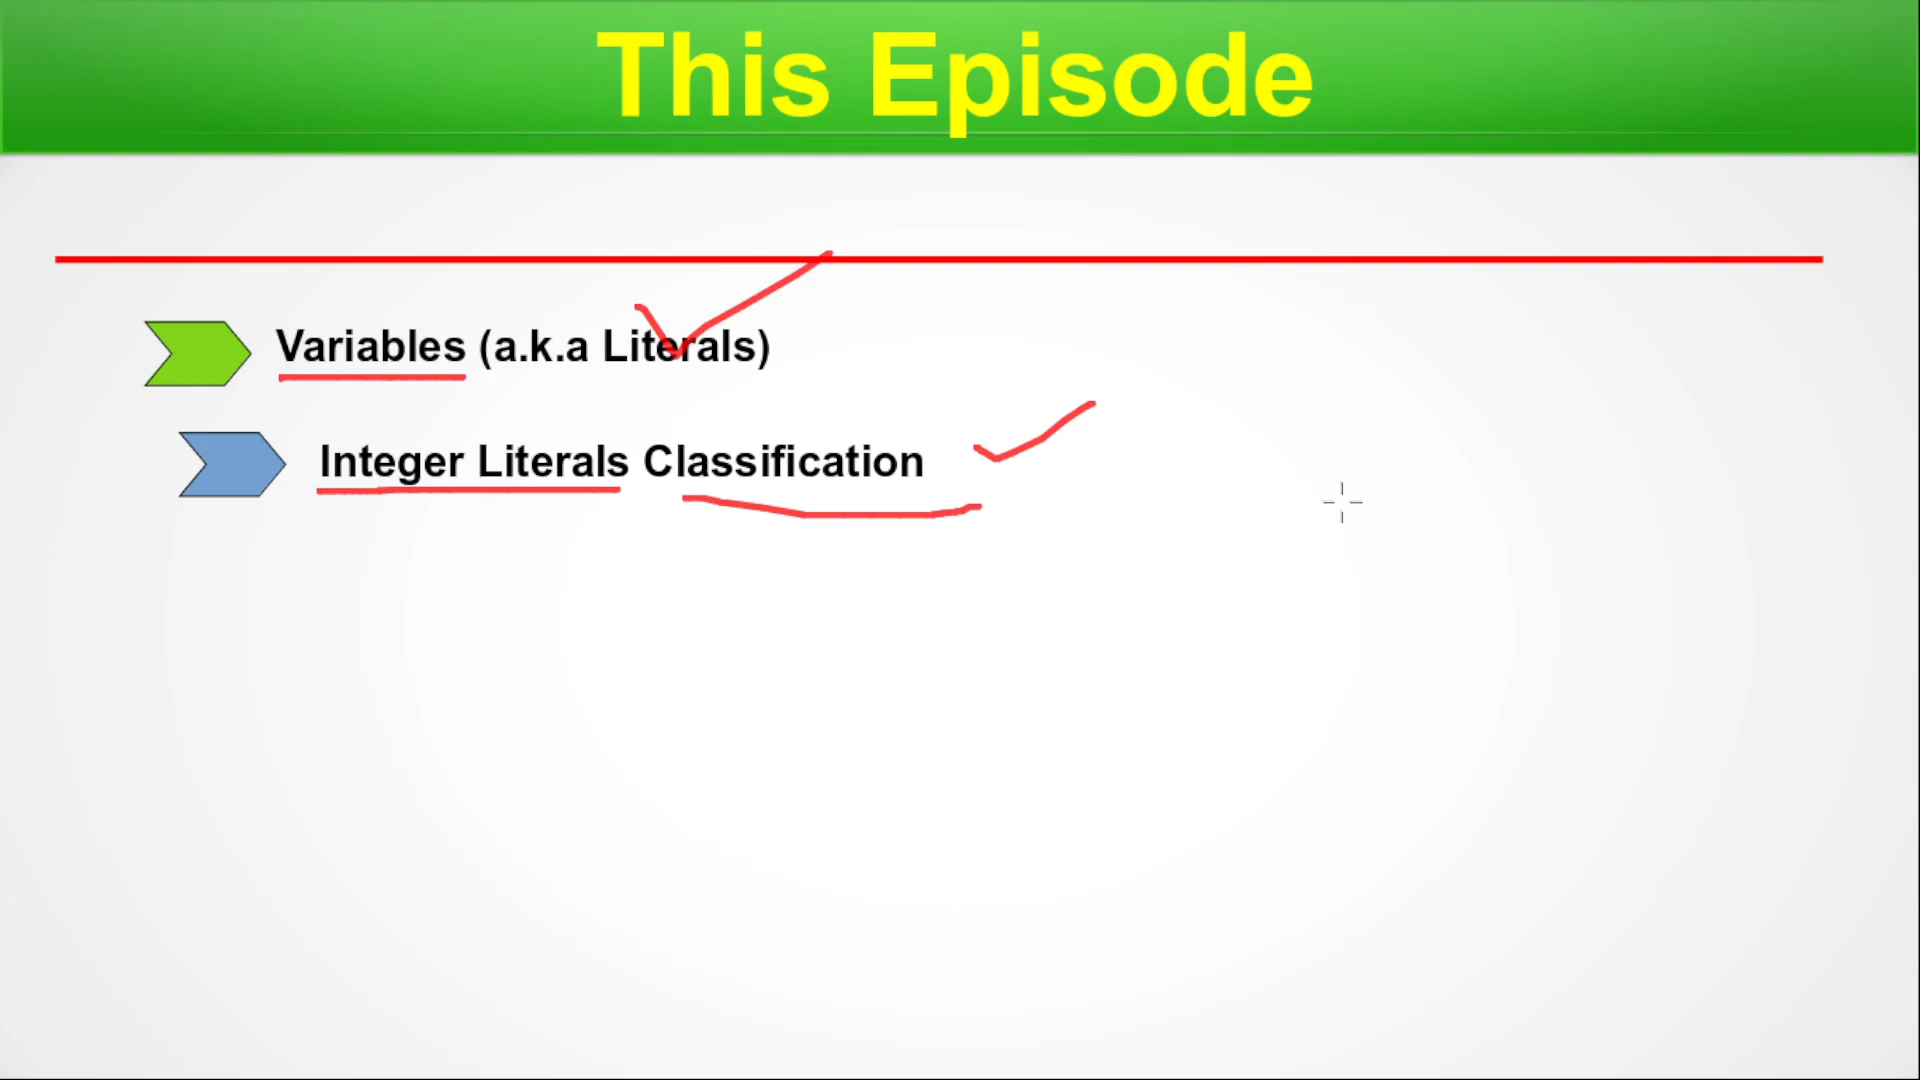 This Episode
Variables (a.k.a Literals)
Integer Literals Classification